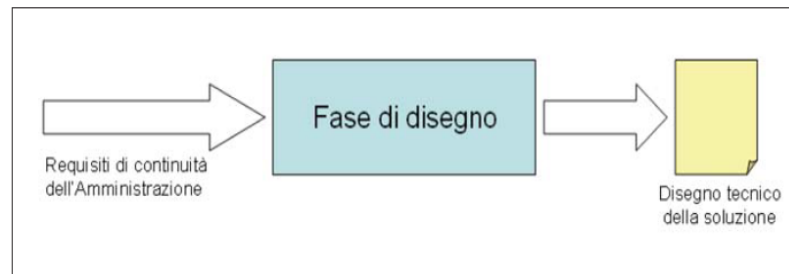 Fase di disegno
Requisiti di continuità
dell'Amministrazione
Disegno tecnico
della soluzione